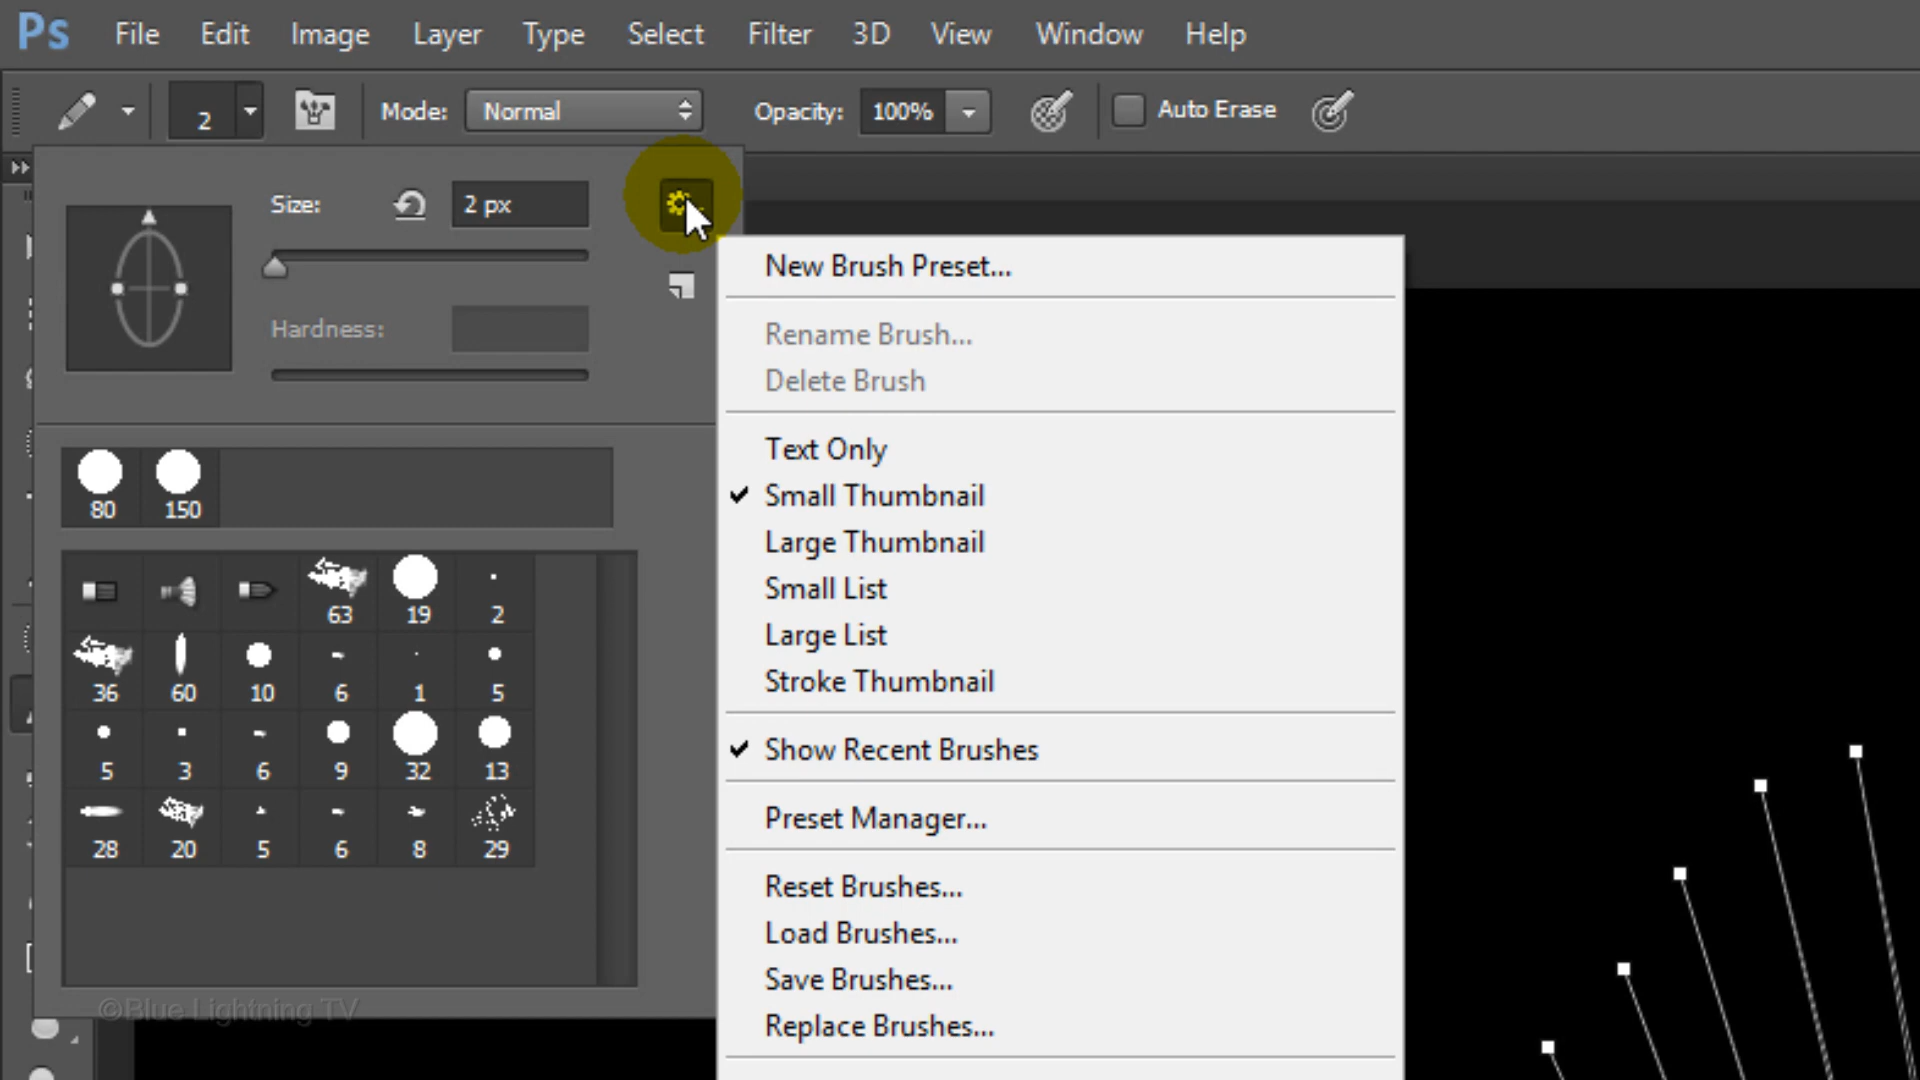 Ps File Edit Image Layer Type Select Filter 3D View Window Help
2 Mode: Normal Opacity: 100% Auto Erase
Size: 2 px
Hardness:
80 150
63 19 2
36 60 10 6 1 5
5 3 6 9 32 13
28 20 5 6 8 29
New Brush Preset...
Rename Brush...
Delete Brush
Text Only
Small Thumbnail
Large Thumbnail
Small List
Large List
Stroke Thumbnail
Show Recent Brushes
Preset Manager...
Reset Brushes...
Load Brushes...
Save Brushes...
Replace Brushes...
©Blue Lightning TV